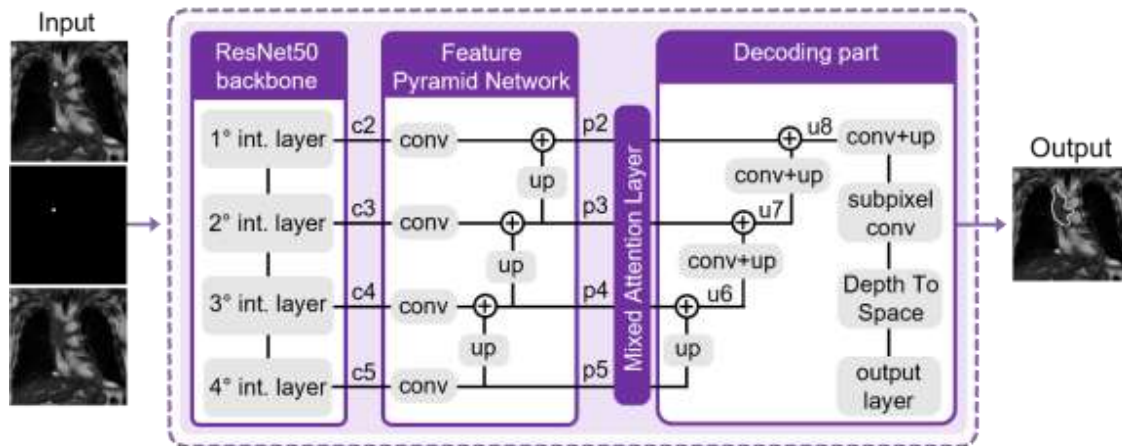 Input
ResNet50
backbone
Feature
Pyramid Network
Decoding part
1° int. layer
c2
conv
p2
u8
conv+up
up
conv+up
Output
2° int. layer
c3
conv
p3
u7
subpixel
conv
up
conv+up
3° int. layer
c4
conv
p4
u6
Depth To
Space
up
up
4° int. layer
c5
conv
p5
output
layer
Mixed Attention Layer